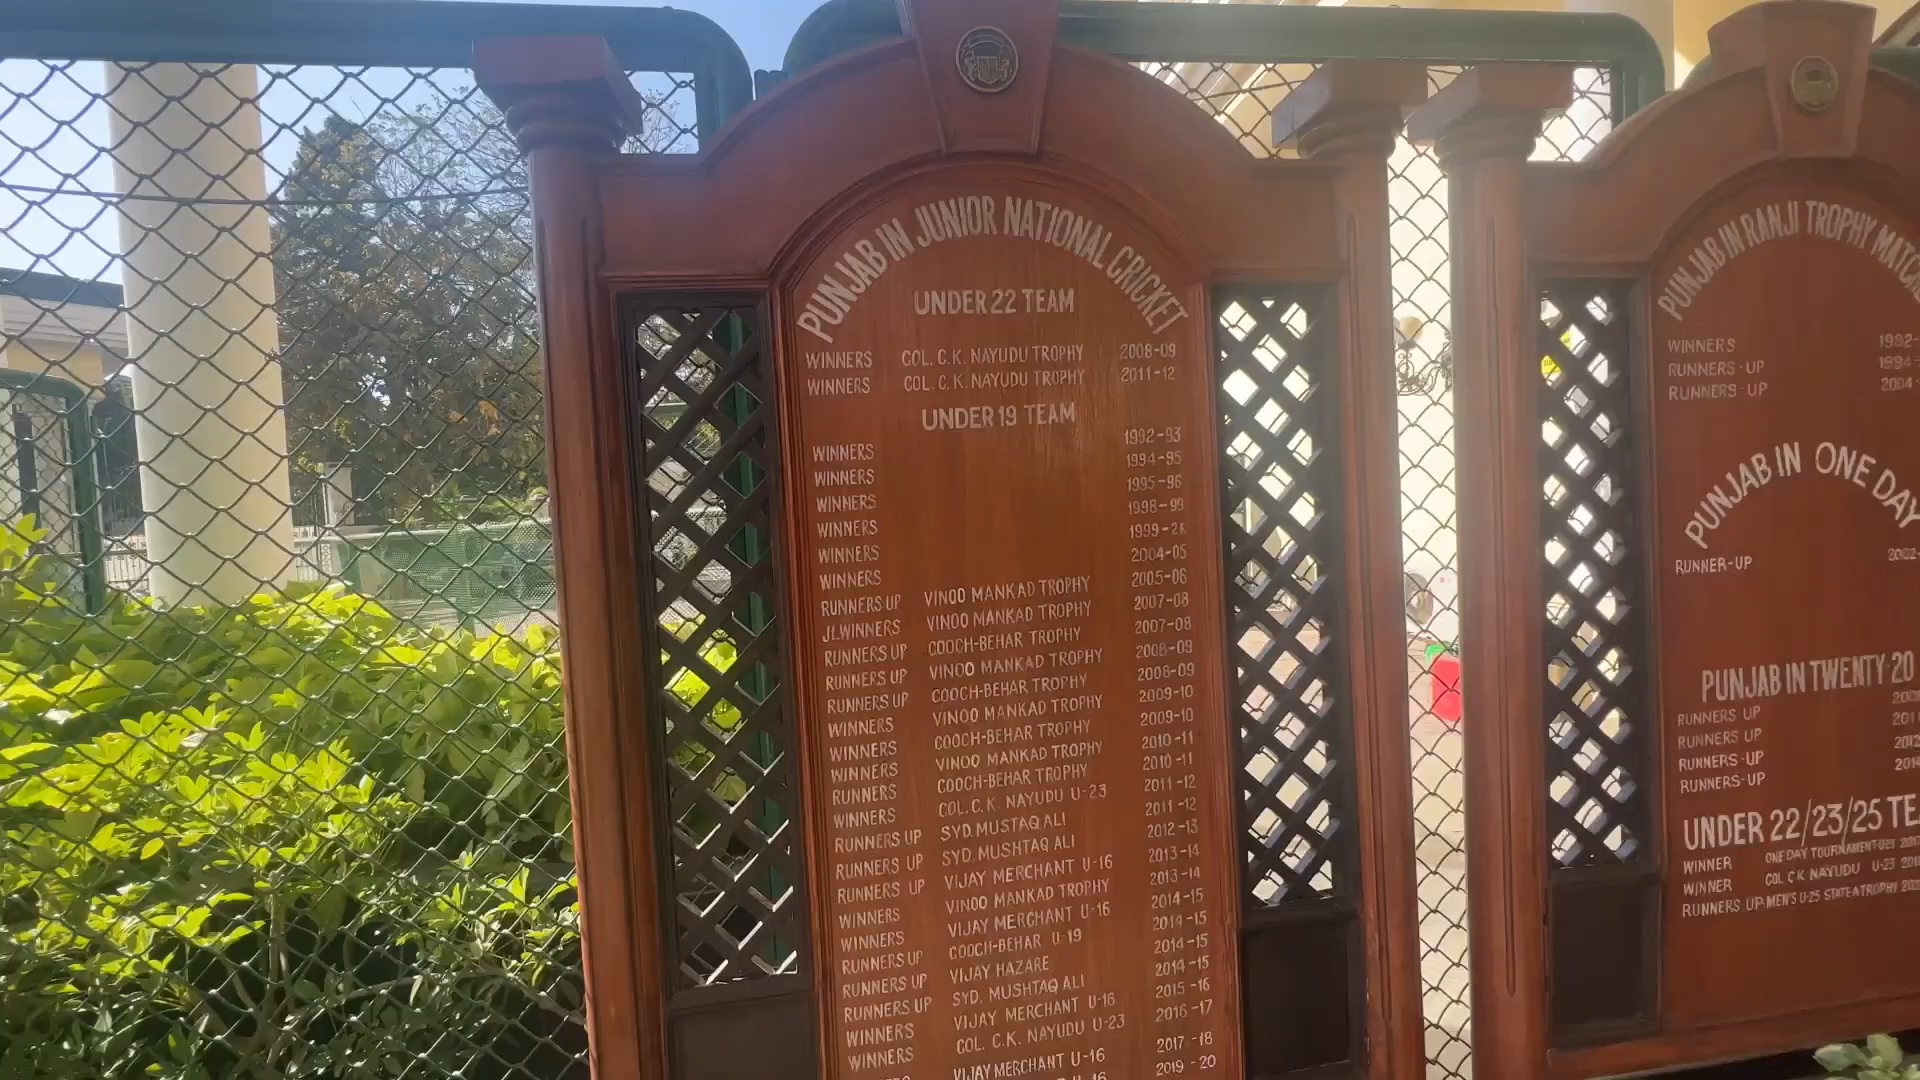 PUNJAB IN JUNIOR NATIONAL CRICKET
UNDER 22 TEAM
WINNERS COL. C.K. NAYUDU TROPHY 2008-09
WINNERS COL. C.K. NAYUDU TROPHY 2011-12
UNDER 19 TEAM
WINNERS 1992-93
WINNERS 1994-95
WINNERS 1995-96
WINNERS 1998-99
WINNERS 1999-2K
WINNERS 2004-05
RUNNERS UP VINOO MANKAD TROPHY 2005-06
Jt.WINNERS VINOO MANKAD TROPHY 2007-08
RUNNERS UP COOCH-BEHAR TROPHY 2007-08
RUNNERS UP VINOO MANKAD TROPHY 2008-09
RUNNERS UP COOCH-BEHAR TROPHY 2008-09
WINNERS VINOO MANKAD TROPHY 2009-10
WINNERS COOCH-BEHAR TROPHY 2009-10
WINNERS VINOO MANKAD TROPHY 2010-11
RUNNERS COOCH-BEHAR TROPHY 2010-11
WINNERS COL. C.K. NAYUDU U-23 2011-12
RUNNERS UP SYD. MUSTAQ ALI 2011-12
RUNNERS UP SYD. MUSHTAQ ALI 2012-13
RUNNERS UP VIJAY MERCHANT U-16 2013-14
WINNERS VINOO MANKAD TROPHY 2013-14
WINNERS VIJAY MERCHANT U-16 2014-15
RUNNERS UP COOCH-BEHAR U-19 2014-15
RUNNERS UP VIJAY HAZARE 2014-15
RUNNERS UP SYD. MUSHTAQ ALI 2014-15
WINNERS VIJAY MERCHANT U-16 2015-16
WINNERS COL. C.K. NAYUDU U-23 2016-17
VIJAY MERCHANT U-16 2017-18
2019-20
PUNJAB IN RANJI TROPHY
WINNERS 1992-
RUNNERS-UP 1994-
RUNNERS-UP 2004-
PUNJAB IN ONE DAY
RUNNER-UP 2002-
PUNJAB IN TWENTY-20
RUNNERS UP
RUNNERS UP
RUNNERS-UP 2012
RUNNERS-UP 2014
UNDER 22/23/25
WINNER ONE DAY TOURNAMENT U23
WINNER COL C K NAYUDU U-23
RUNNERS UP-MEN'S U-25 STATE A TROPHY